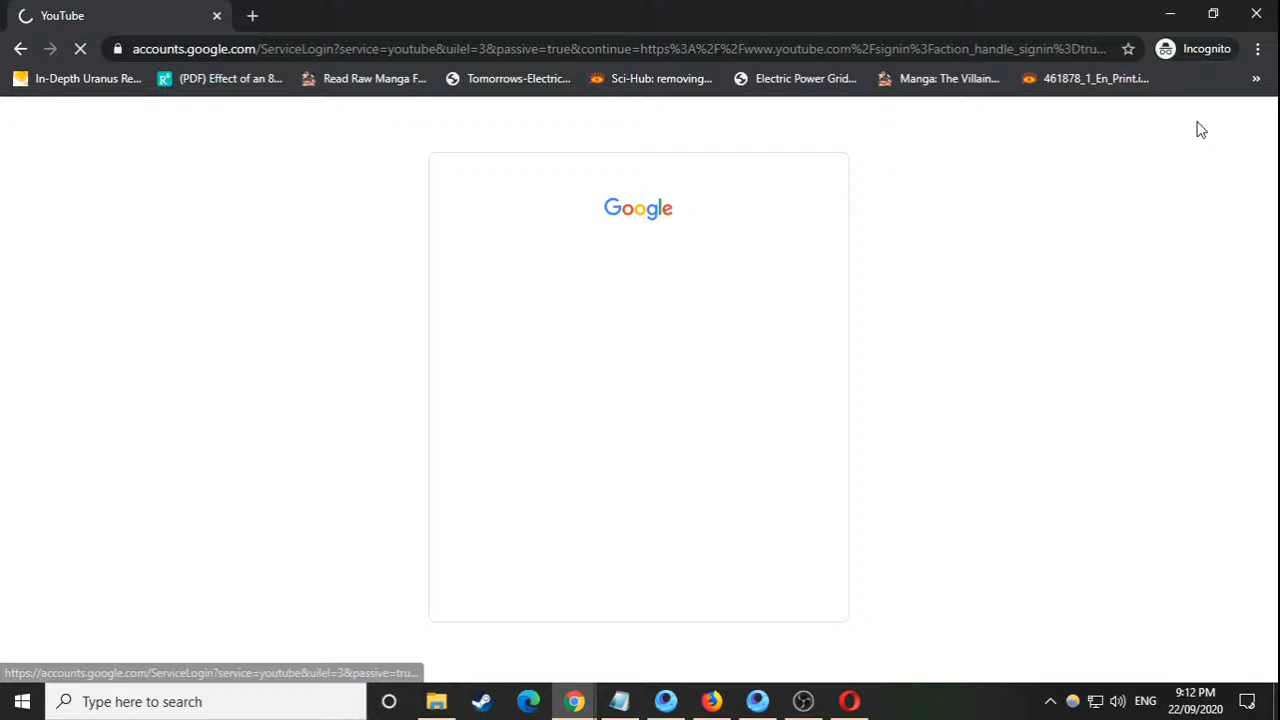 YouTube
accounts.google.com/ServiceLogin?service=youtube&uilel=3&passive=true&continue=https%3A%2F%2Fwww.youtube.com%2Fsignin%3Faction_handle_signin%3Dtru...
Incognito
In-Depth Uranus Re...
(PDF) Effect of an 8...
Read Raw Manga F...
Tomorrows-Electric...
Sci-Hub: removing...
Electric Power Grid...
Manga: The Villain...
461878_1_En_Print.i...
»
Google
https://accounts.google.com/ServiceLogin?service=youtube&uilel=3&passive=tru...
Type here to search
ENG
9:12 PM
22/09/2020